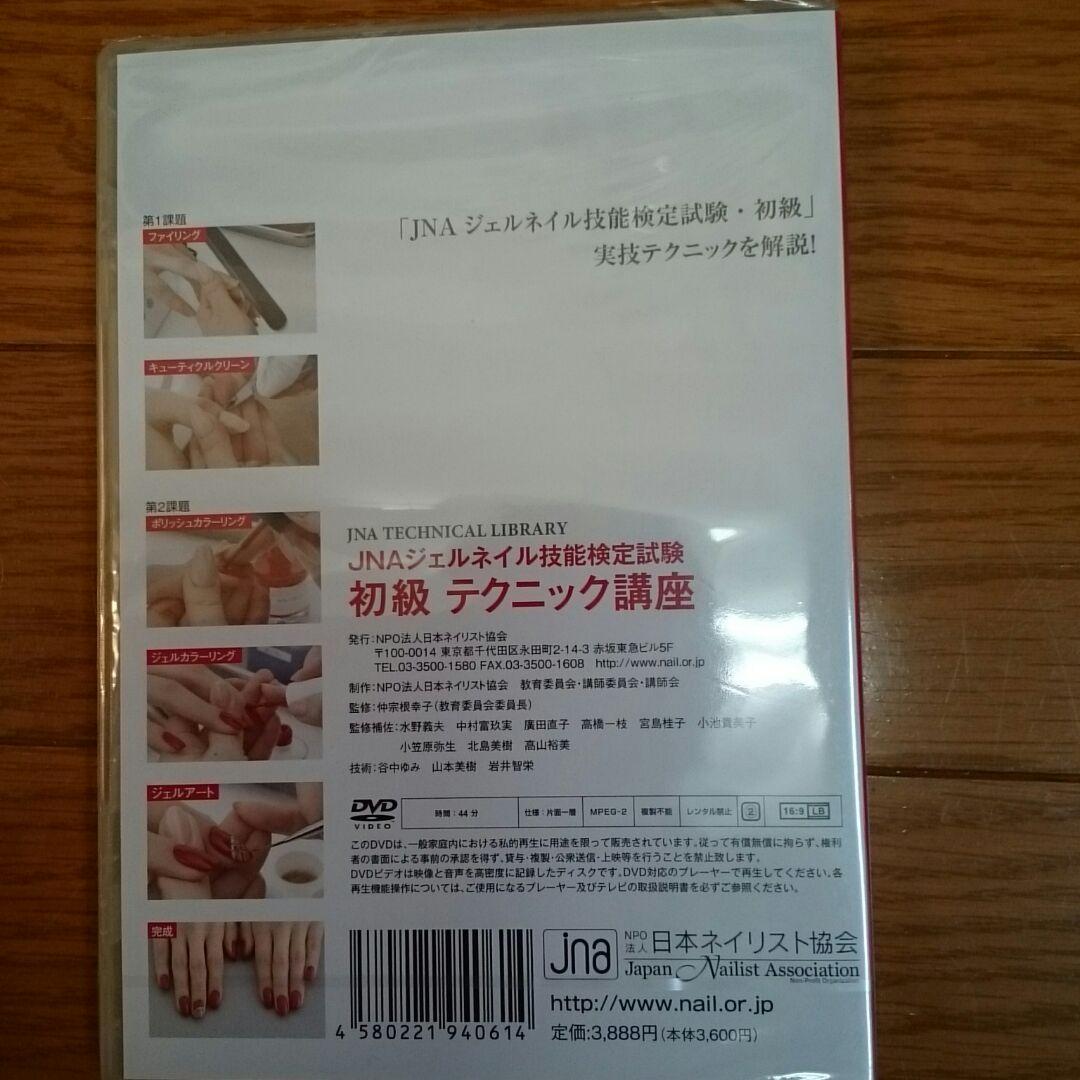 「JNA ジェルネイル技能検定試験・初級」
実技テクニックを解説!
第1課題
ファイリング
キューティクルクリーン
第2課題
ポリッシュカラーリング
ジェルカラーリング
ジェルアート
完成
JNA TECHNICAL LIBRARY
JNAジェルネイル技能検定試験
初級 テクニック講座
発行:NPO法人日本ネイリスト協会
〒100-0014 東京都千代田区永田町2-14-3 赤坂東急ビル5F
TEL.03-3500-1580 FAX.03-3500-1608 http://www.nail.or.jp
制作:NPO法人日本ネイリスト協会 教育委員会・講師委員会・講師会
監修:仲宗根幸子(教育委員会委員長)
監修補佐:水野義夫 中村富玖実 廣田直子 高橋一枝 宮島桂子 小池貴美子
小笠原弥生 北島美樹 高山裕美
技術:谷中ゆみ 山本美樹 岩井智栄
DVD VIDEO 時間:44分 仕様:片面一層 MPEG-2 複製不能 レンタル禁止 2 16:9 LB
このDVDは、一般家庭内における私的再生に用途を限って販売されています。従って有償無償に拘らず、権利
者の書面による事前の承認を得ず、貸与・複製・公衆送信・上映等を行うことを禁止致します。
DVDビデオは映像と音声を高密度に記録したディスクです。DVD対応のプレーヤーで再生してください。各
再生機能操作については、ご使用になるプレーヤー及びテレビの取扱説明書を必ずご参照ください。
4 580221 940614
jna NPO法人 日本ネイリスト協会
Japan Nailist Association
Non-Profit Organization
http://www.nail.or.jp
定価:3,888円(本体3,600円)